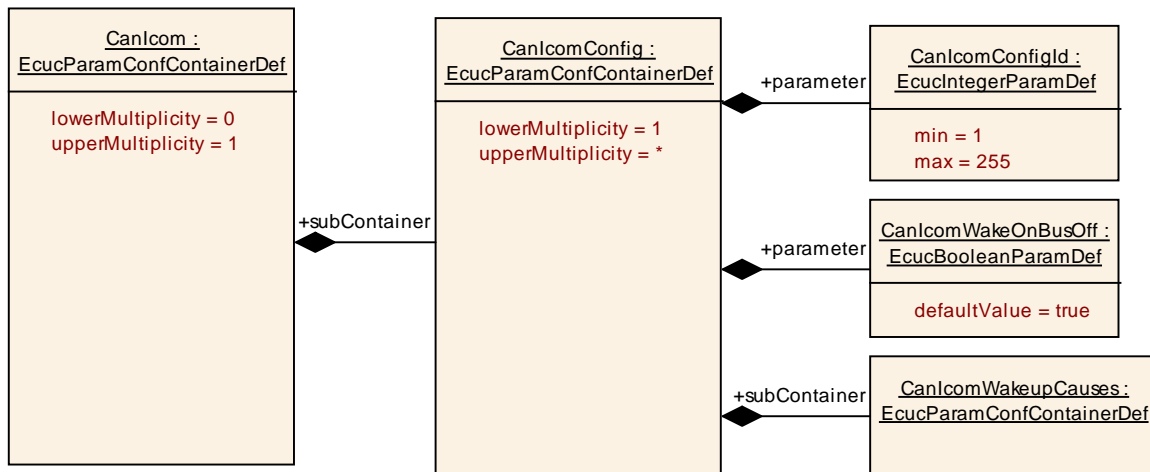 CanIcom :
EcucParamConfContainerDef
lowerMultiplicity = 0
upperMultiplicity = 1
+subContainer
CanIcomConfig :
EcucParamConfContainerDef
lowerMultiplicity = 1
upperMultiplicity = *
+parameter
CanIcomConfigId :
EcucIntegerParamDef
min = 1
max = 255
+parameter
CanIcomWakeOnBusOff :
EcucBooleanParamDef
defaultValue = true
+subContainer
CanIcomWakeupCauses :
EcucParamConfContainerDef